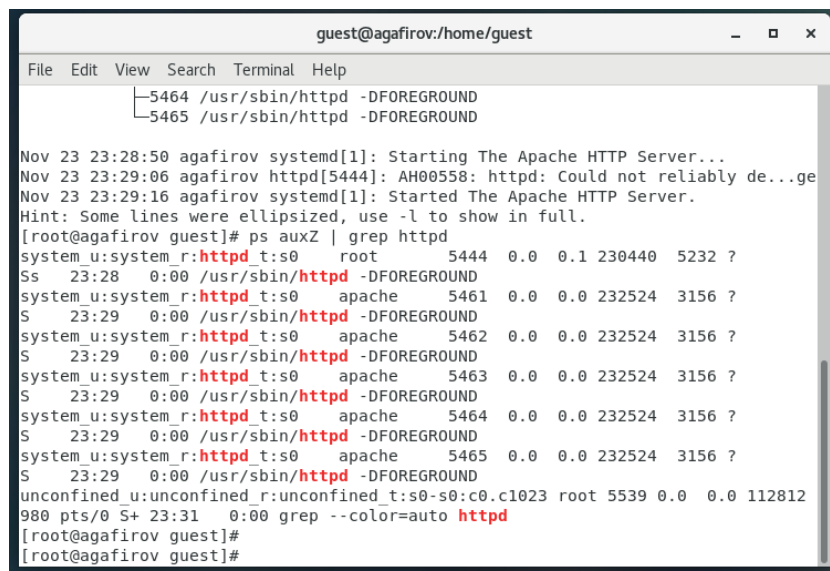 guest@agafirov:/home/guest
File Edit View Search Terminal Help
├─5464 /usr/sbin/httpd -DFOREGROUND
└─5465 /usr/sbin/httpd -DFOREGROUND
Nov 23 23:28:50 agafirov systemd[1]: Starting The Apache HTTP Server...
Nov 23 23:29:06 agafirov httpd[5444]: AH00558: httpd: Could not reliably de...ge
Nov 23 23:29:16 agafirov systemd[1]: Started The Apache HTTP Server.
Hint: Some lines were ellipsized, use -l to show in full.
[root@agafirov guest]# ps auxZ | grep httpd
system_u:system_r:httpd_t:s0    root       5444  0.0  0.1 230440  5232 ?
Ss   23:28   0:00 /usr/sbin/httpd -DFOREGROUND
system_u:system_r:httpd_t:s0    apache     5461  0.0  0.0 232524  3156 ?
S    23:29   0:00 /usr/sbin/httpd -DFOREGROUND
system_u:system_r:httpd_t:s0    apache     5462  0.0  0.0 232524  3156 ?
S    23:29   0:00 /usr/sbin/httpd -DFOREGROUND
system_u:system_r:httpd_t:s0    apache     5463  0.0  0.0 232524  3156 ?
S    23:29   0:00 /usr/sbin/httpd -DFOREGROUND
system_u:system_r:httpd_t:s0    apache     5464  0.0  0.0 232524  3156 ?
S    23:29   0:00 /usr/sbin/httpd -DFOREGROUND
system_u:system_r:httpd_t:s0    apache     5465  0.0  0.0 232524  3156 ?
S    23:29   0:00 /usr/sbin/httpd -DFOREGROUND
unconfined_u:unconfined_r:unconfined_t:s0-s0:c0.c1023 root 5539 0.0  0.0 112812
980 pts/0 S+ 23:31   0:00 grep --color=auto httpd
[root@agafirov guest]#
[root@agafirov guest]#